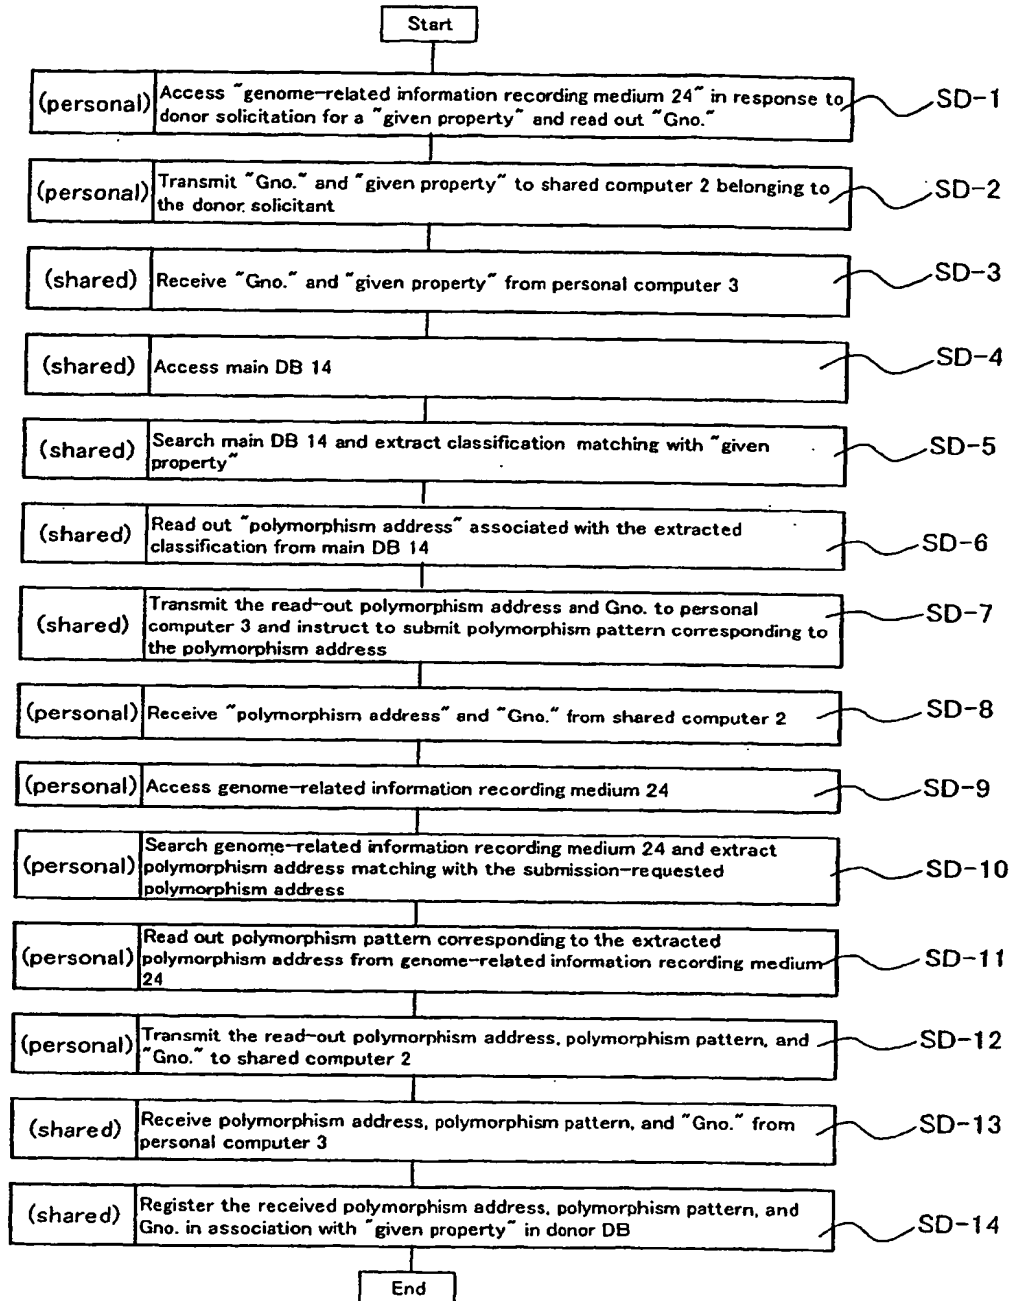 Start
(personal)
Access "genome-related information recording medium 24" in response to
donor solicitation for a "given property" and read out "Gno."
SD-1
(personal)
Transmit "Gno." and "given property" to shared computer 2 belonging to
the donor. solicitant
SD-2
(shared)
Receive "Gno." and "given property" from personal computer 3
SD-3
(shared)
Access main DB 14
SD-4
(shared)
Search main DB 14 and extract classification matching with "given
property"
SD-5
(shared)
Read out "polymorphism address" associated with the extracted
classification from main DB 14
SD-6
(shared)
Transmit the read-out polymorphism address and Gno. to personal
computer 3 and instruct to submit polymorphism pattern corresponding to
the polymorphism address
SD-7
(personal)
Receive "polymorphism address" and "Gno." from shared computer 2
SD-8
(personal)
Access genome-related information recording medium 24
SD-9
(personal)
Search genome-related information recording medium 24 and extract
polymorphism address matching with the submission-requested
polymorphism address
SD-10
(personal)
Read out polymorphism pattern corresponding to the extracted
polymorphism address from genome-related information recording medium
24
SD-11
(personal)
Transmit the read-out polymorphism address, polymorphism pattern, and
"Gno." to shared computer 2
SD-12
(shared)
Receive polymorphism address, polymorphism pattern, and "Gno." from
personal computer 3
SD-13
(shared)
Register the received polymorphism address, polymorphism pattern, and
Gno. in association with "given property" in donor DB
SD-14
End